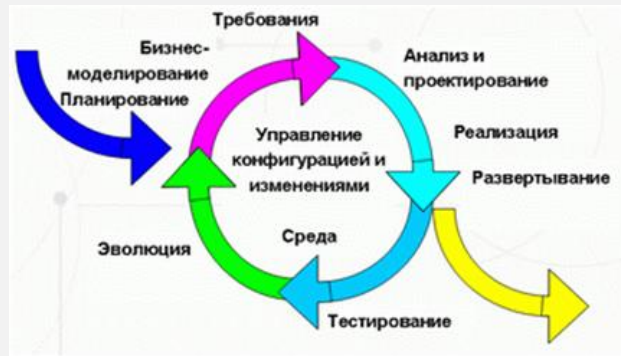 Требования
Бизнес-
моделирование
Планирование
Анализ и
проектирование
Управление
конфигурацией и
изменениями
Реализация
Развертывание
Среда
Эволюция
Тестирование